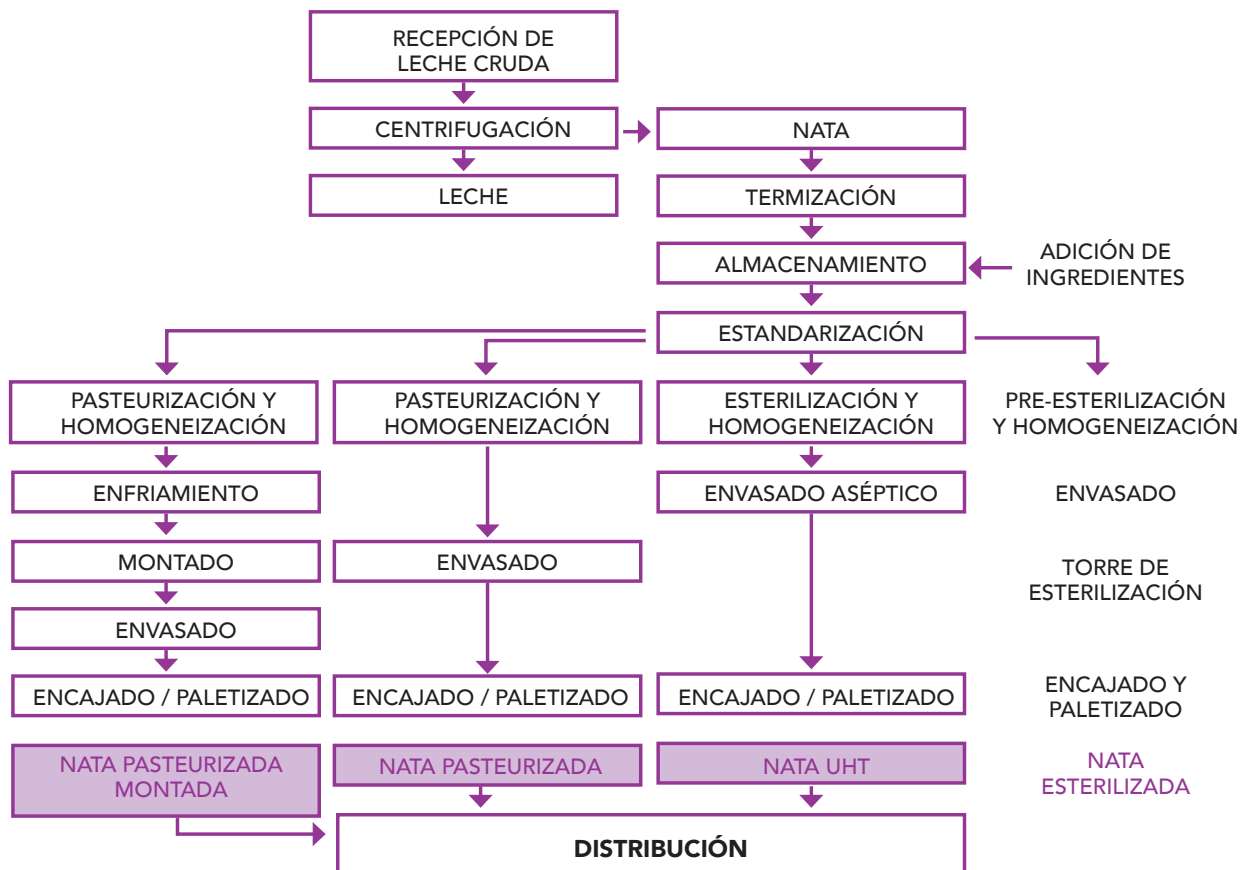 RECEPCIÓN DE
LECHE CRUDA
CENTRIFUGACIÓN
NATA
LECHE
TERMIZACIÓN
ALMACENAMIENTO
ADICIÓN DE
INGREDIENTES
ESTANDARIZACIÓN
PASTEURIZACIÓN Y
HOMOGENEIZACIÓN
PASTEURIZACIÓN Y
HOMOGENEIZACIÓN
ESTERILIZACIÓN Y
HOMOGENEIZACIÓN
PRE-ESTERILIZACIÓN
Y HOMOGENEIZACIÓN
ENFRIAMIENTO
ENVASADO ASÉPTICO
ENVASADO
MONTADO
ENVASADO
TORRE DE
ESTERILIZACIÓN
ENVASADO
ENCAJADO / PALETIZADO
ENCAJADO / PALETIZADO
ENCAJADO / PALETIZADO
ENCAJADO Y
PALETIZADO
NATA PASTEURIZADA
MONTADA
NATA PASTEURIZADA
NATA UHT
NATA
ESTERILIZADA
DISTRIBUCIÓN